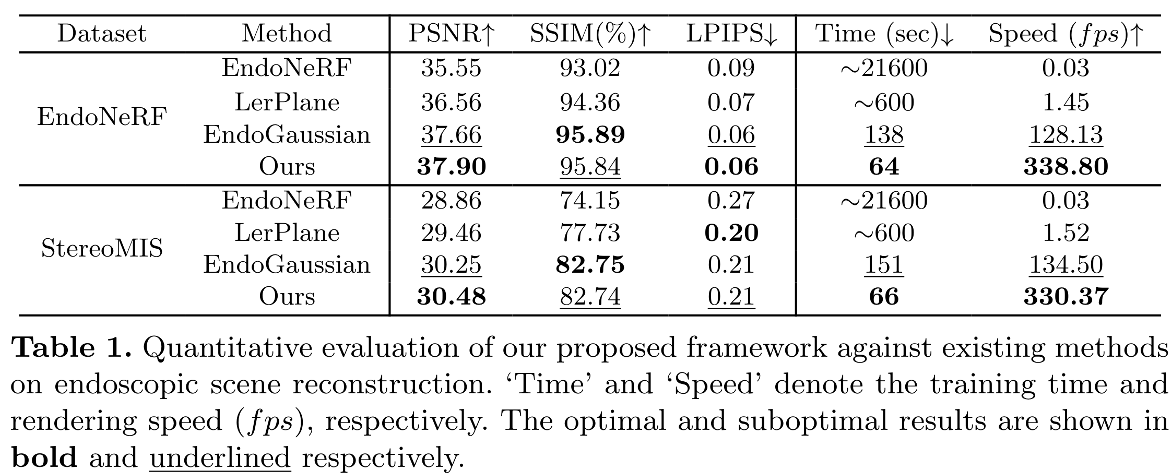 Dataset Method PSNR↑ SSIM(%)↑ LPIPS↓ Time (sec)↓ Speed (fps)↑
EndoNeRF 35.55 93.02 0.09 ∼21600 0.03
LerPlane 36.56 94.36 0.07 ∼600 1.45
EndoNeRF
EndoGaussian 37.66 95.89 0.06 138 128.13
Ours 37.90 95.84 0.06 64 338.80
EndoNeRF 28.86 74.15 0.27 ∼21600 0.03
LerPlane 29.46 77.73 0.20 ∼600 1.52
StereoMIS
EndoGaussian 30.25 82.75 0.21 151 134.50
Ours 30.48 82.74 0.21 66 330.37
Table 1. Quantitative evaluation of our proposed framework against existing methods
on endoscopic scene reconstruction. ‘Time’ and ‘Speed’ denote the training time and
rendering speed (fps), respectively. The optimal and suboptimal results are shown in
bold and underlined respectively.